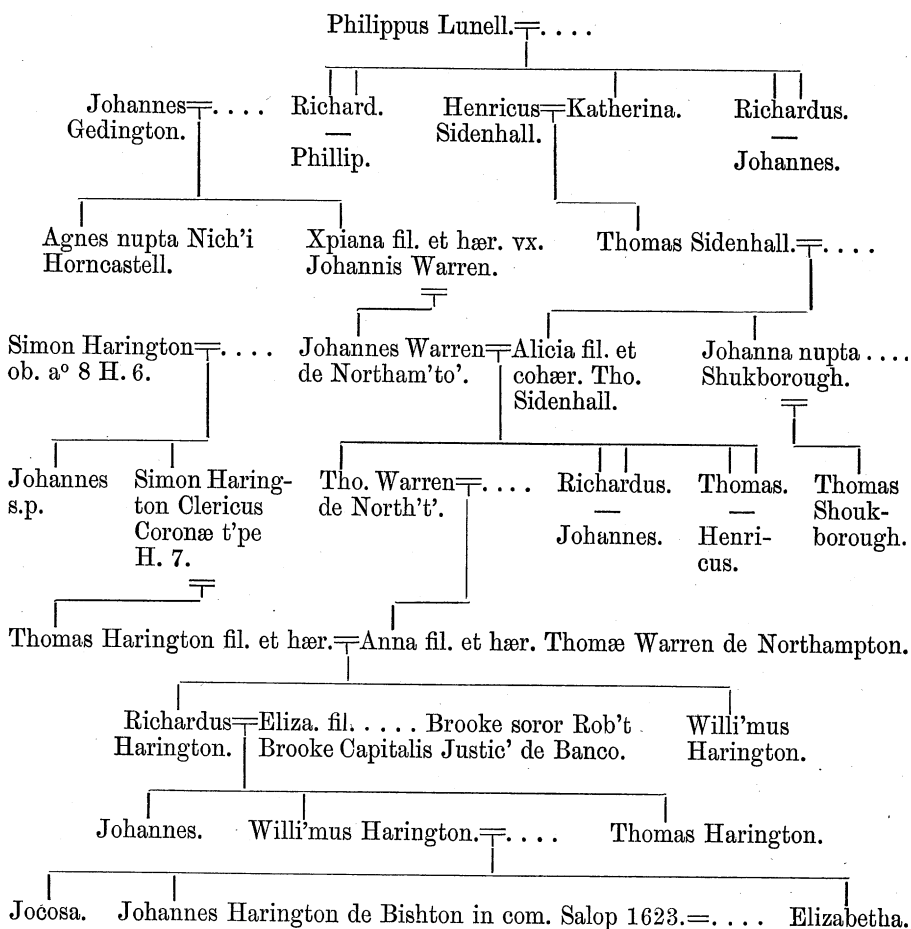 Philippus Lunell.=. . . .
Johannes=. . . . Richard. Henricus=Katherina. Richardus.
Gedington. — Sidenhall. —
Phillip. Johannes.
Agnes nupta Nich'i Xpiana fil. et hær. vx. Thomas Sidenhall.=. . . .
Horncastell. Johannis Warren.
=
Simon Harington=. . . . Johannes Warren=Alicia fil. et Johanna nupta . . . .
ob. aº 8 H. 6. de Northam'to'. cohær. Tho. Shukborough.
Sidenhall. =
Johannes Simon Haring- Tho. Warren=. . . . Richardus. Thomas. Thomas
s.p. ton Clericus de North't'. — — Shouk-
Coronæ t'pe Johannes. Henri- borough.
H. 7. cus.
=
Thomas Harington fil. et hær.=Anna fil. et hær. Thomæ Warren de Northampton.
Richardus=Eliza. fil. . . . . Brooke soror Rob't Willi'mus
Harington. Brooke Capitalis Justic' de Banco. Harington.
Johannes. Willi'mus Harington.=. . . . Thomas Harington.
Jocosa. Johannes Harington de Bishton in com. Salop 1623.=. . . . Elizabetha.